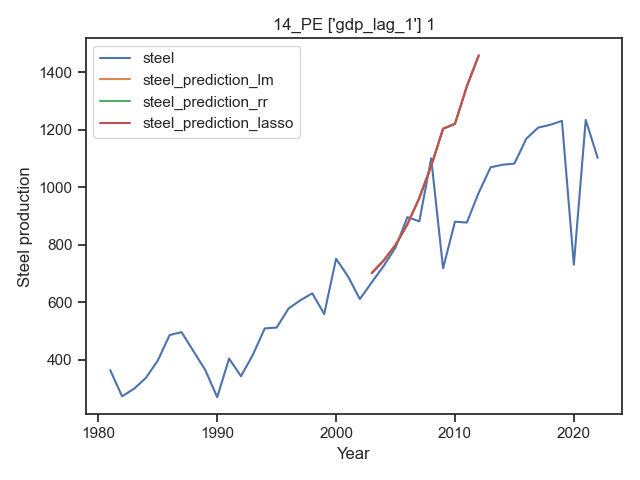 14_PE ['gdp_lag_1'] 1
steel
steel_prediction_lm
steel_prediction_rr
steel_prediction_lasso
Steel production
1400
1200
1000
800
600
400
1980 1990 2000 2010 2020
Year